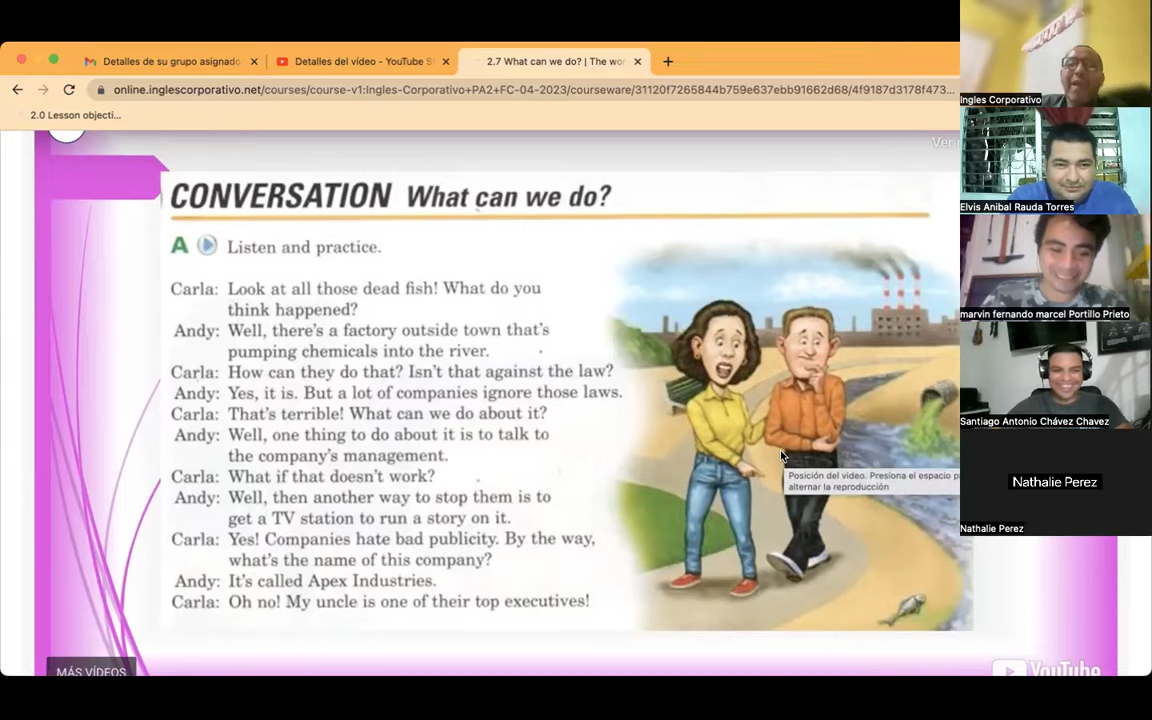 Detalles de su grupo asignado
Detalles del vídeo - YouTube S
2.7 What can we do? | The wor
online.inglescorporativo.net/courses/course-v1:Ingles-Corporativo+PA2+FC-04-2023/courseware/31120f7265844b759e637ebb91662d68/4f9187d3178f473...
2.0 Lesson objecti...
Ver
CONVERSATION What can we do?
A Listen and practice.
Carla: Look at all those dead fish! What do you
think happened?
Andy: Well, there's a factory outside town that's
pumping chemicals into the river.
Carla: How can they do that? Isn't that against the law?
Andy: Yes, it is. But a lot of companies ignore those laws.
Carla: That's terrible! What can we do about it?
Andy: Well, one thing to do about it is to talk to
the company's management.
Carla: What if that doesn't work?
Andy: Well, then another way to stop them is to
get a TV station to run a story on it.
Carla: Yes! Companies hate bad publicity. By the way,
what's the name of this company?
Andy: It's called Apex Industries.
Carla: Oh no! My uncle is one of their top executives!
Posición del video. Presiona el espacio p
alternar la reproducción
MÁS VÍDEOS
YouTube
Ingles Corporativo
Elvis Anibal Rauda Torres
marvin fernando marcel Portillo Prieto
Santiago Antonio Chávez Chavez
Nathalie Perez
Nathalie Perez